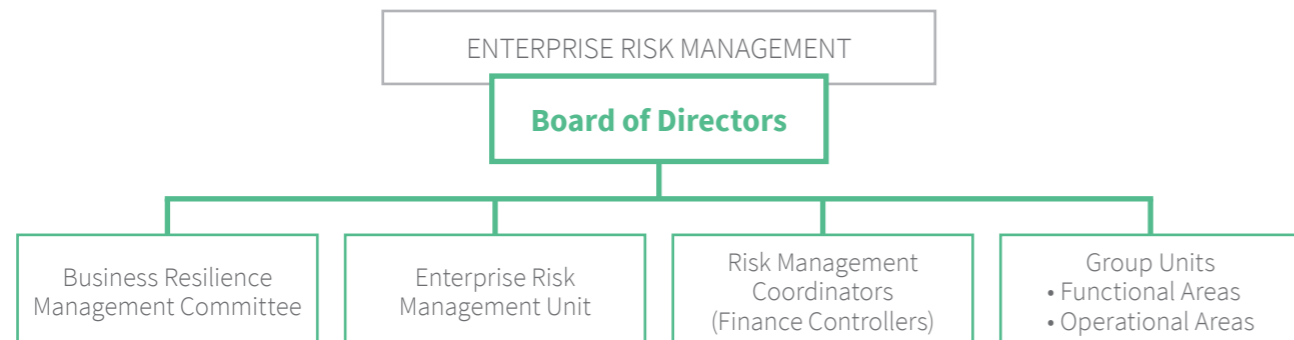 ENTERPRISE RISK MANAGEMENT
Board of Directors
Business Resilience
Management Committee
Enterprise Risk
Management Unit
Risk Management
Coordinators
(Finance Controllers)
Group Units
• Functional Areas
• Operational Areas